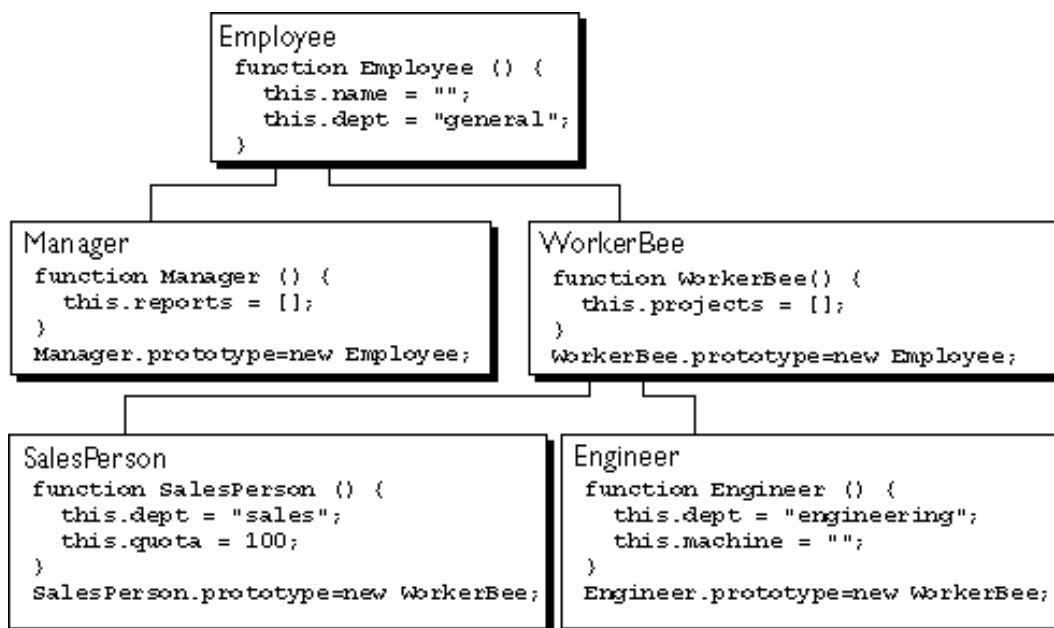 Employee
function Employee () {
this.name = "";
this.dept = "general";
}
Manager
function Manager () {
this.reports = [];
}
Manager.prototype=new Employee;
WorkerBee
function WorkerBee() {
this.projects = [];
}
WorkerBee.prototype=new Employee;
SalesPerson
function SalesPerson () {
this.dept = "sales";
this.quota = 100;
}
SalesPerson.prototype=new WorkerBee;
Engineer
function Engineer () {
this.dept = "engineering";
this.machine = "";
}
Engineer.prototype=new WorkerBee;